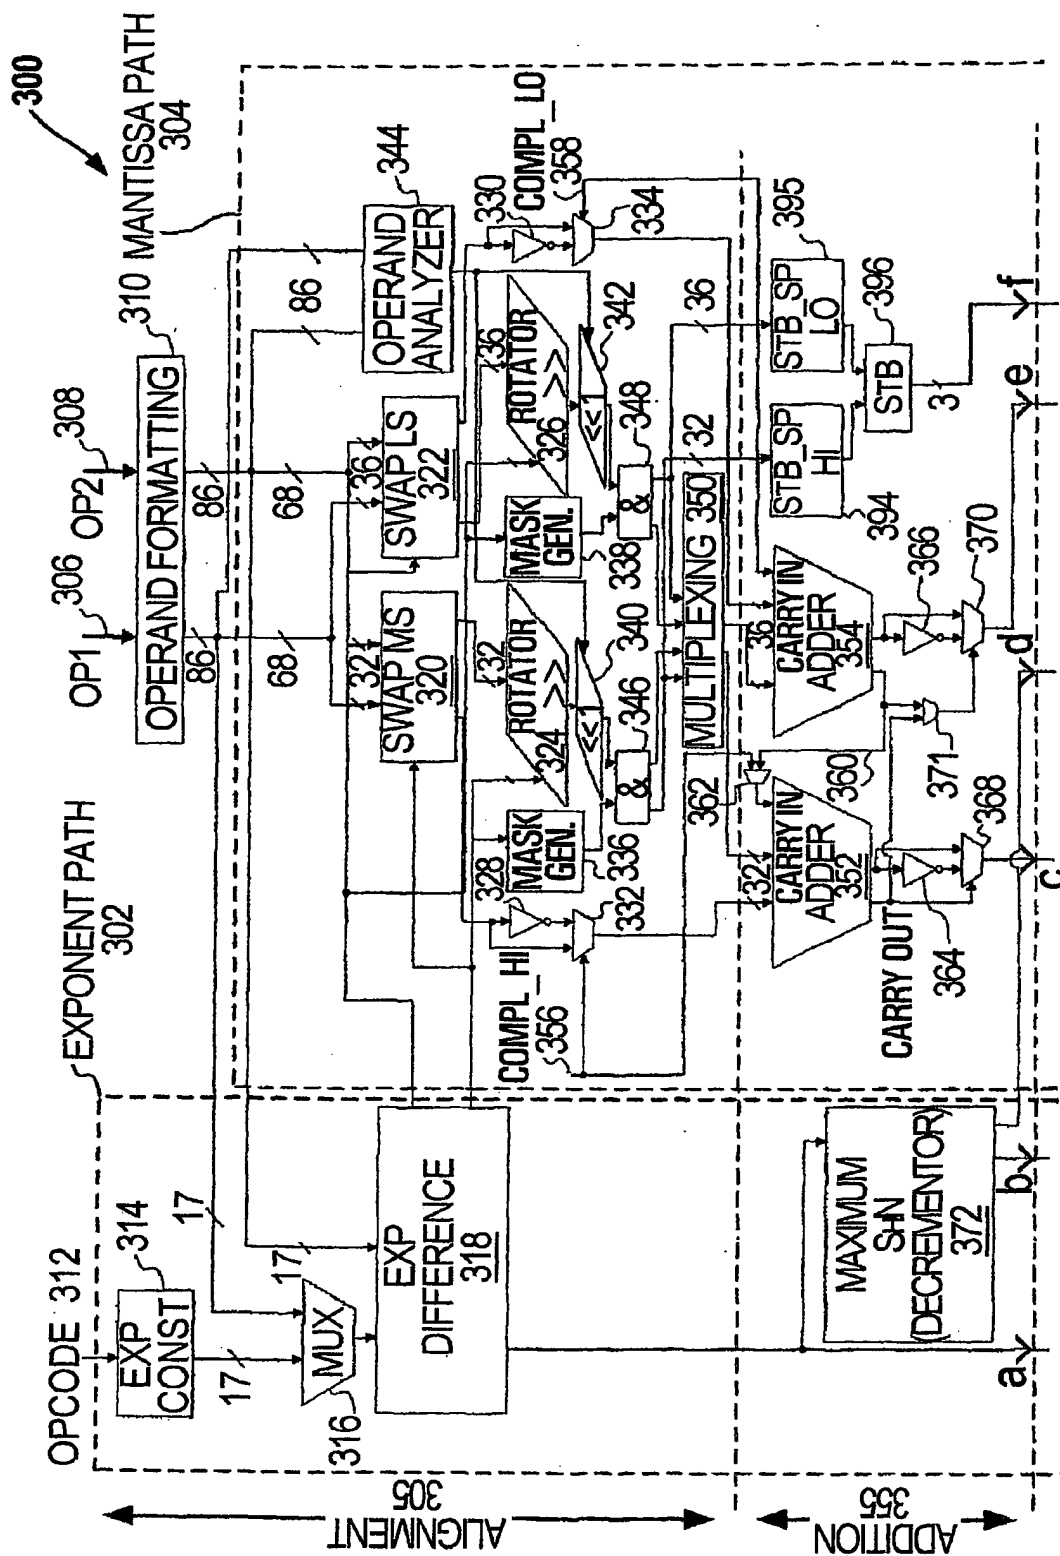 300
EXPONENT PATH
302
310
MANTISSA PATH
304
OPCODE 312
OP1
306
OP2
308
314
EXP
CONST
OPERAND FORMATTING
17
17
86
86
68
68
86
86
17
MUX
316
EXP
DIFFERENCE
318
32
SWAP MS
320
36
SWAP LS
322
OPERAND
ANALYZER
344
ALIGNMENT
305
COMPL_HI
356
328
332
MASK
GEN.
336
32
ROTATOR
324
>>
<<1
340
&
346
MASK
GEN.
338
36
ROTATOR
326
>>
<<1
342
&
348
330
COMPL_LO
358
334
MULTIPLEXING 350
32
36
362
ADDITION
355
MAXIMUM
SHN
(DECREMENTOR)
372
32
CARRY IN
ADDER
352
36
CARRY IN
ADDER
354
STB_SP
HI
394
STB_SP
LO
395
STB
396
3
CARRY OUT
364
360
368
371
366
370
a
b
c
d
e
f